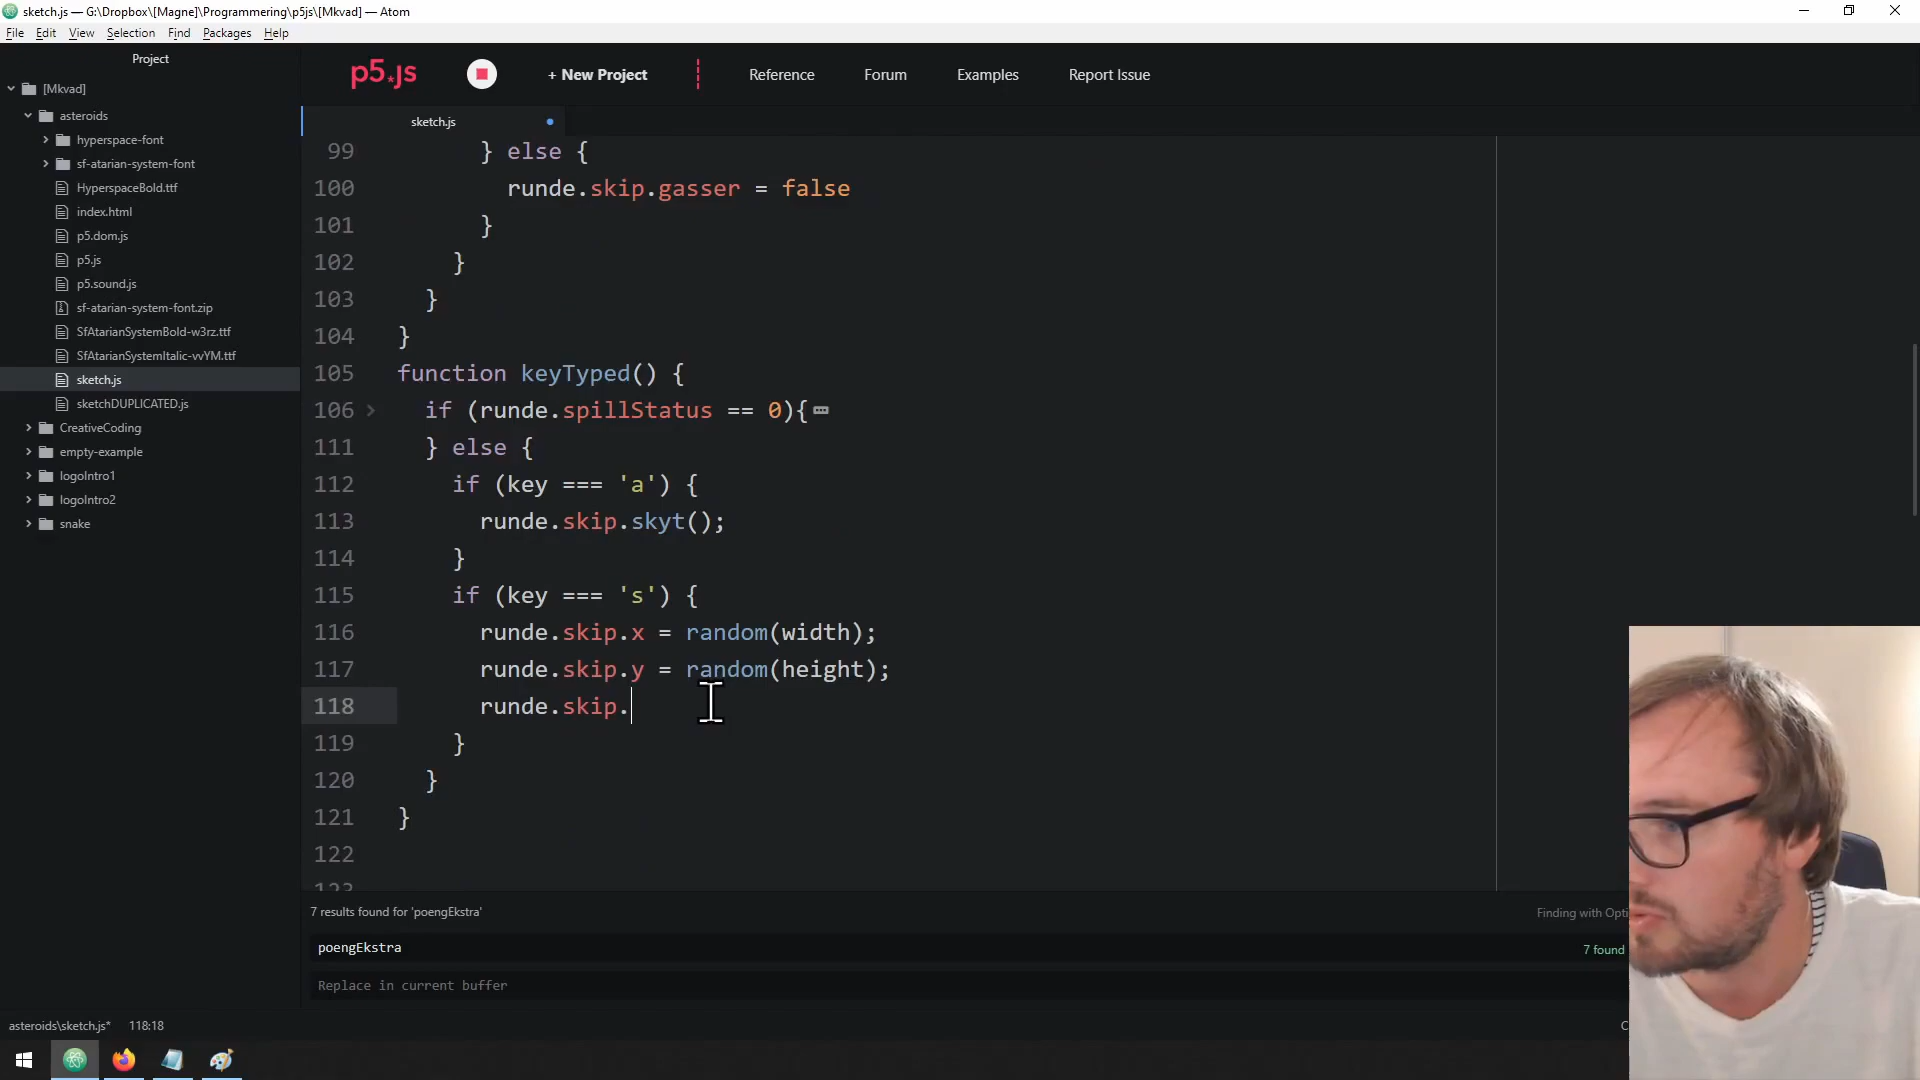 sketch.js — G:\Dropbox\[Magne]\Programmering\p5js\[Mkvad] — Atom
File Edit View Selection Find Packages Help
Project
[Mkvad]
asteroids
hyperspace-font
sf-atarian-system-font
HyperspaceBold.ttf
index.html
p5.dom.js
p5.js
p5.sound.js
sf-atarian-system-font.zip
SfAtarianSystemBold-w3rz.ttf
SfAtarianSystemItalic-vvYM.ttf
sketch.js
sketchDUPLICATED.js
CreativeCoding
empty-example
logoIntro1
logoIntro2
snake
p5.js + New Project Reference Forum Examples Report Issue
sketch.js
99 } else {
100 runde.skip.gasser = false
101 }
102 }
103 }
104 }
105 function keyTyped() {
106 if (runde.spillStatus == 0){
111 } else {
112 if (key === 'a') {
113 runde.skip.skyt();
114 }
115 if (key === 's') {
116 runde.skip.x = random(width);
117 runde.skip.y = random(height);
118 runde.skip.
119 }
120 }
121 }
122
123
7 results found for 'poengEkstra' Finding with Opti
poengEkstra 7 found
Replace in current buffer
asteroids\sketch.js* 118:18